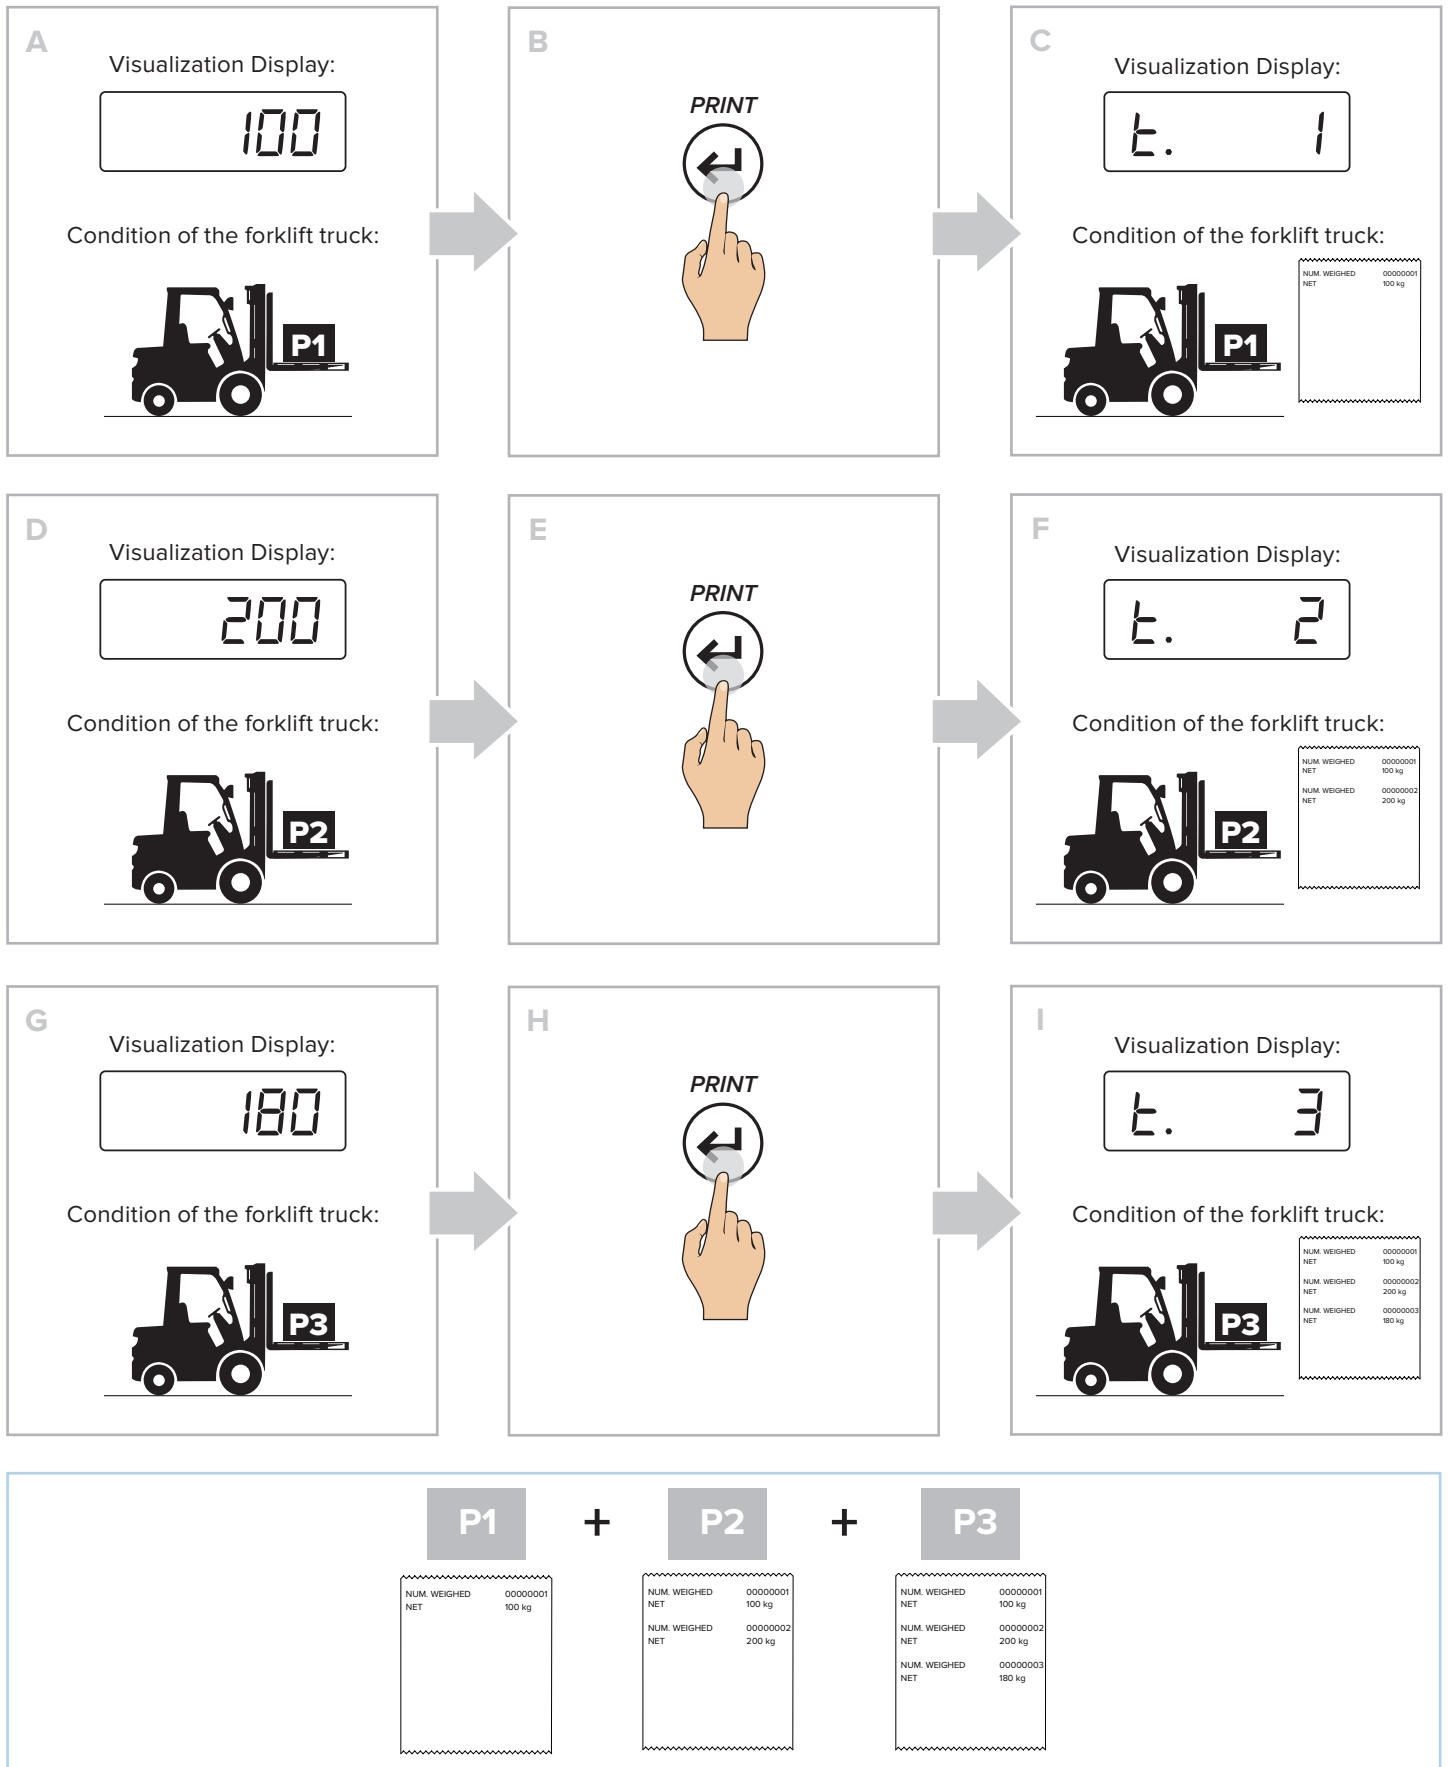 A
Visualization Display:
100
Condition of the forklift truck:
P1
B
PRINT
C
Visualization Display:
t. 1
Condition of the forklift truck:
NUM. WEIGHED 00000001
NET 100 kg
P1
D
Visualization Display:
200
Condition of the forklift truck:
P2
E
PRINT
F
Visualization Display:
t. 2
Condition of the forklift truck:
NUM. WEIGHED 00000001
NET 100 kg
NUM. WEIGHED 00000002
NET 200 kg
P2
G
Visualization Display:
180
Condition of the forklift truck:
P3
H
PRINT
I
Visualization Display:
t. 3
Condition of the forklift truck:
NUM. WEIGHED 00000001
NET 100 kg
NUM. WEIGHED 00000002
NET 200 kg
NUM. WEIGHED 00000003
NET 180 kg
P3
P1 + P2 + P3
NUM. WEIGHED 00000001
NET 100 kg
NUM. WEIGHED 00000001
NET 100 kg
NUM. WEIGHED 00000002
NET 200 kg
NUM. WEIGHED 00000001
NET 100 kg
NUM. WEIGHED 00000002
NET 200 kg
NUM. WEIGHED 00000003
NET 180 kg